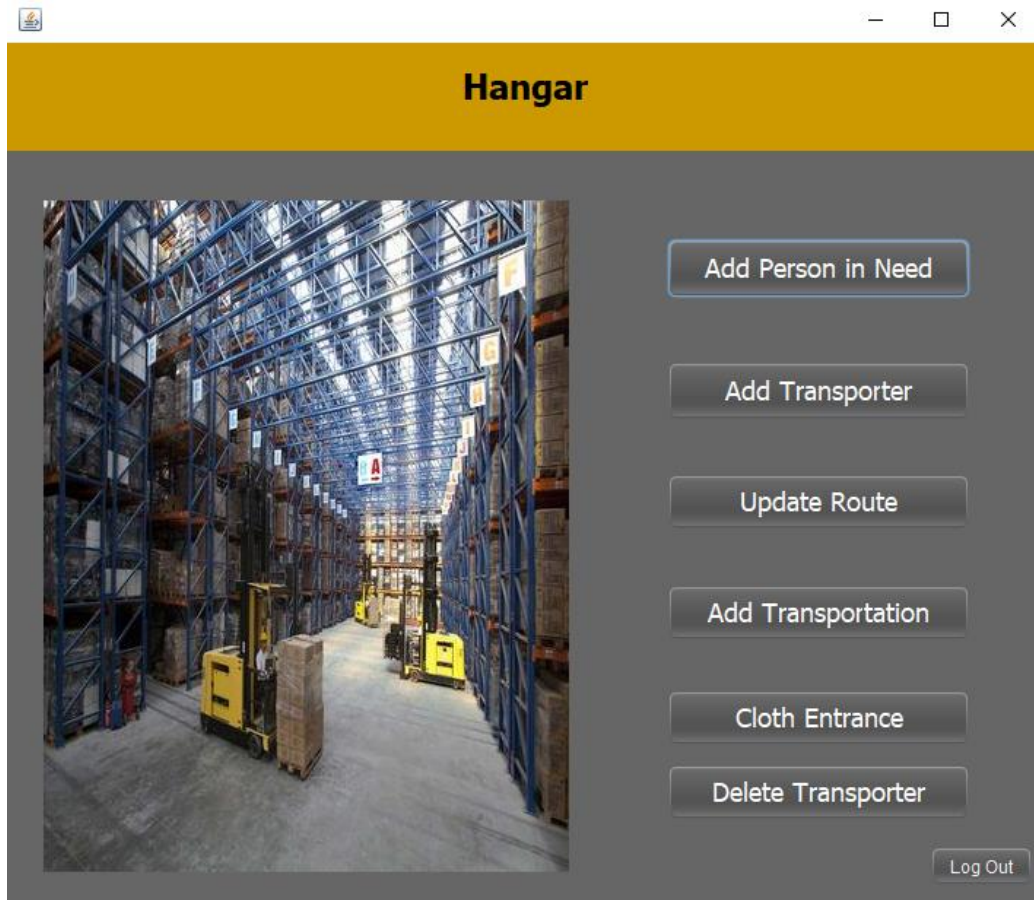 Hangar
F
G
A
Add Person in Need
Add Transporter
Update Route
Add Transportation
Cloth Entrance
Delete Transporter
Log Out